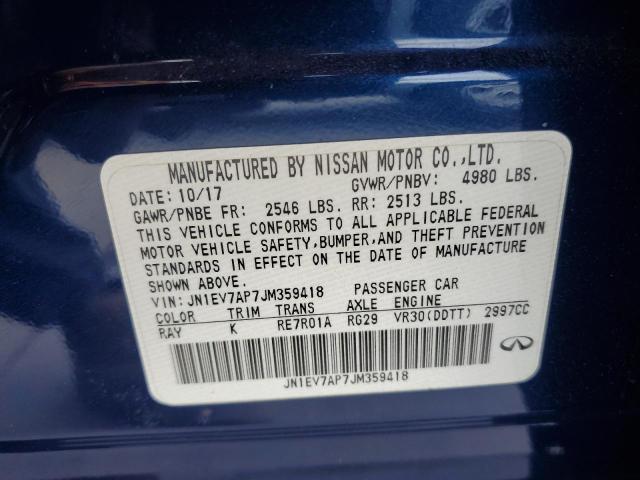 MANUFACTURED BY NISSAN MOTOR CO.,LTD.
DATE: 10/17 GVWR/PNBV: 4980 LBS.
GAWR/PNBE FR: 2546 LBS. RR: 2513 LBS.
THIS VEHICLE CONFORMS TO ALL APPLICABLE FEDERAL
MOTOR VEHICLE SAFETY,BUMPER,AND THEFT PREVENTION
STANDARDS IN EFFECT ON THE DATE OF MANUFACTURE
SHOWN ABOVE.
VIN: JN1EV7AP7JM359418 PASSENGER CAR
COLOR TRIM TRANS AXLE ENGINE
RAY K RE7R01A RG29 VR30(DDTT) 2997CC
JN1EV7AP7JM359418